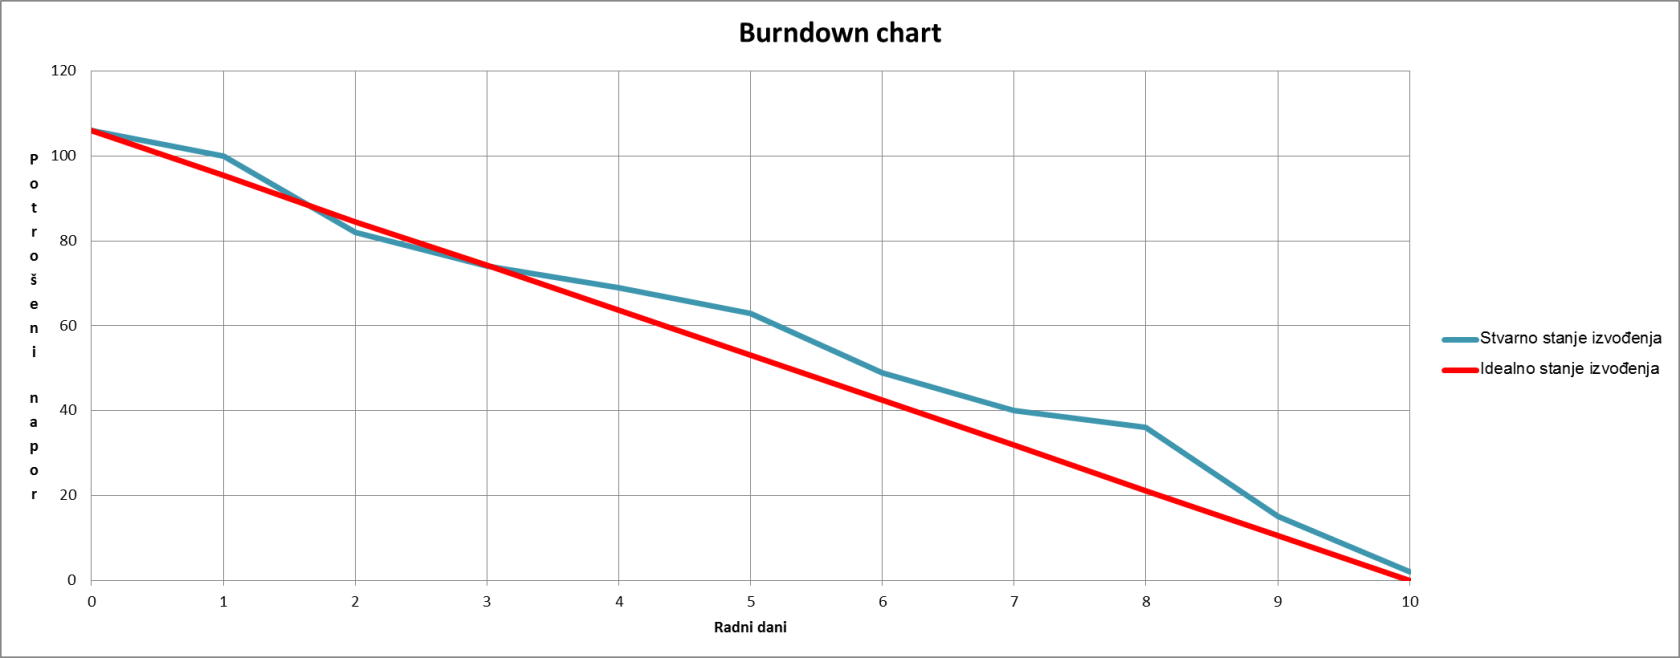 Burndown chart
120
100
80
60
40
20
0
Potrošeni napor
0 1 2 3 4 5 6 7 8 9 10
Radni dani
Stvarno stanje izvođenja
Idealno stanje izvođenja